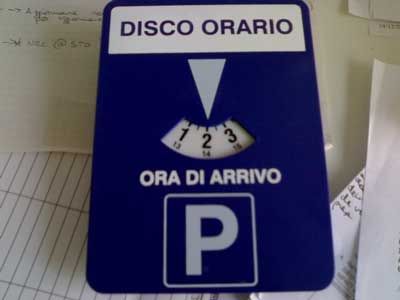 DISCO ORARIO
1 2 3
13 14 15
ORA DI ARRIVO
P